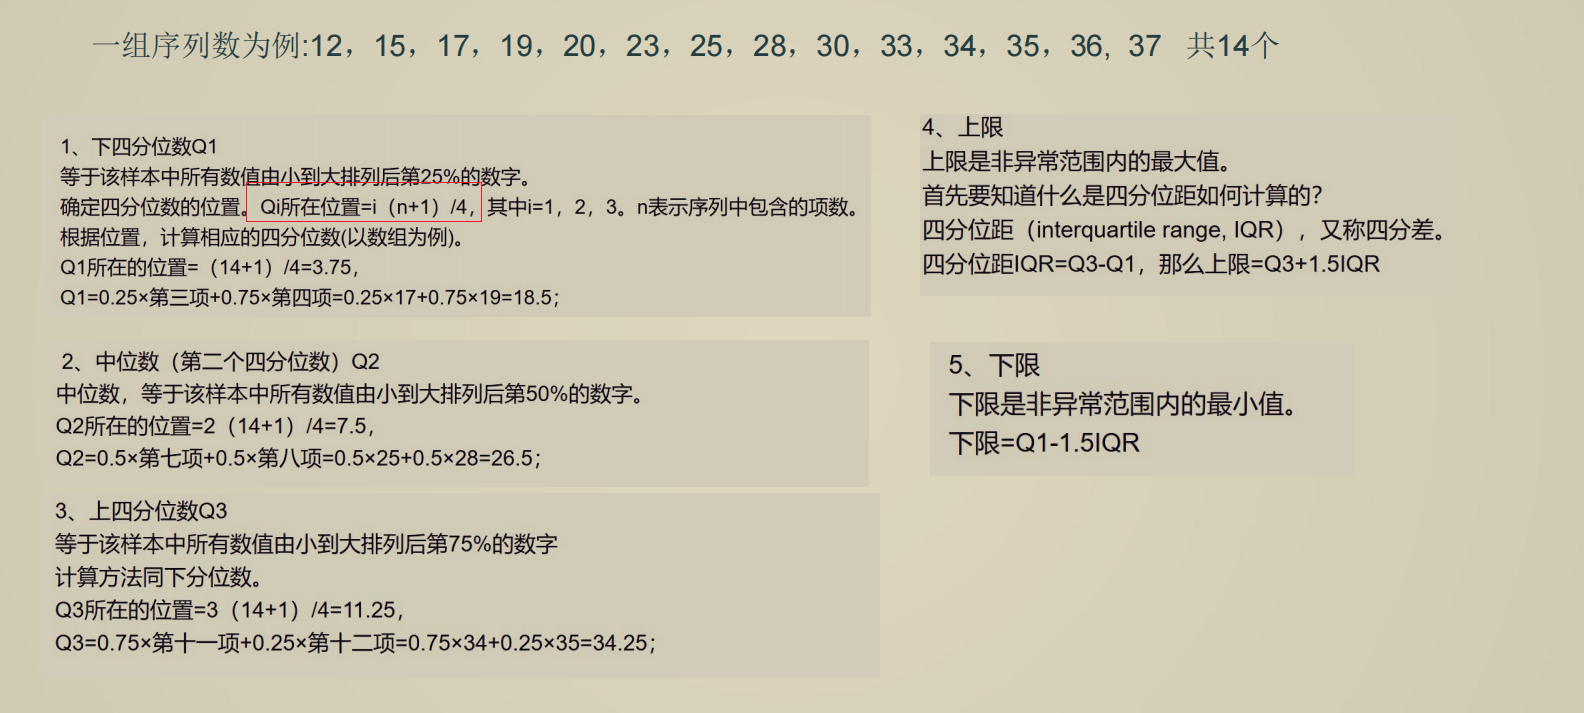 一组序列数为例:12，15，17，19，20，23，25，28，30，33，34，35，36, 37 共14个
1、下四分位数Q1
等于该样本中所有数值由小到大排列后第25%的数字。
确定四分位数的位置。Qi所在位置=i（n+1）/4，其中i=1，2，3。n表示序列中包含的项数。
根据位置，计算相应的四分位数(以数组为例)。
Q1所在的位置=（14+1）/4=3.75，
Q1=0.25×第三项+0.75×第四项=0.25×17+0.75×19=18.5；
2、中位数（第二个四分位数）Q2
中位数，等于该样本中所有数值由小到大排列后第50%的数字。
Q2所在的位置=2（14+1）/4=7.5，
Q2=0.5×第七项+0.5×第八项=0.5×25+0.5×28=26.5；
3、上四分位数Q3
等于该样本中所有数值由小到大排列后第75%的数字
计算方法同下分位数。
Q3所在的位置=3（14+1）/4=11.25，
Q3=0.75×第十一项+0.25×第十二项=0.75×34+0.25×35=34.25；
4、上限
上限是非异常范围内的最大值。
首先要知道什么是四分位距如何计算的?
四分位距（interquartile range, IQR），又称四分差。
四分位距IQR=Q3-Q1，那么上限=Q3+1.5IQR
5、下限
下限是非异常范围内的最小值。
下限=Q1-1.5IQR